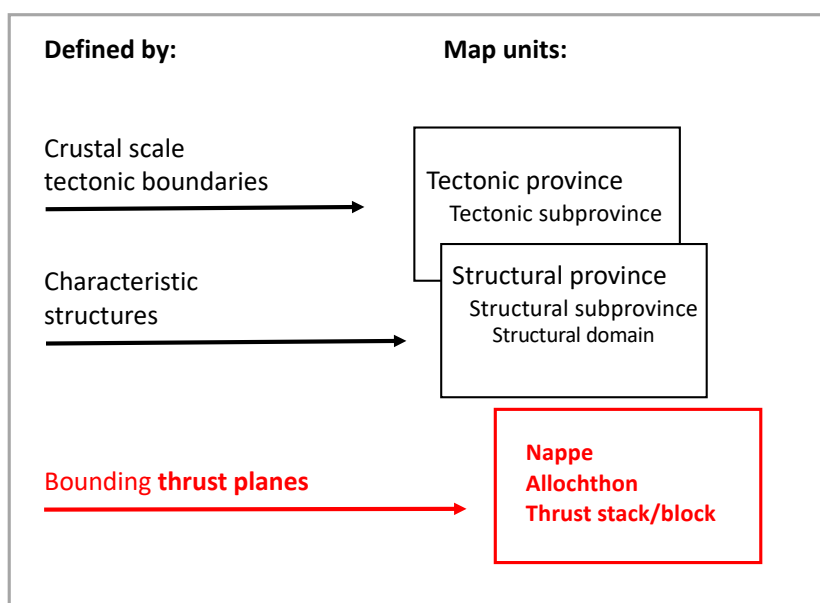 Defined by:
Map units:
Crustal scale
tectonic boundaries
Tectonic province
Tectonic subprovince
Characteristic
structures
Structural province
Structural subprovince
Structural domain
Bounding thrust planes
Nappe
Allochthon
Thrust stack/block